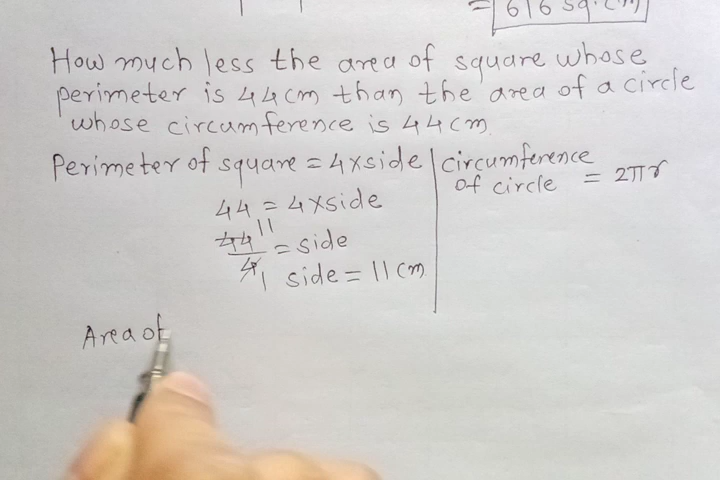 = 616 sq. cm
How much less the area of square whose
perimeter is 44cm than the area of a circle
whose circumference is 44cm
Perimeter of square = 4×side
44 = 4×side
44 11
4 1 = side
side = 11cm
circumference
of circle = 2πr
Area of